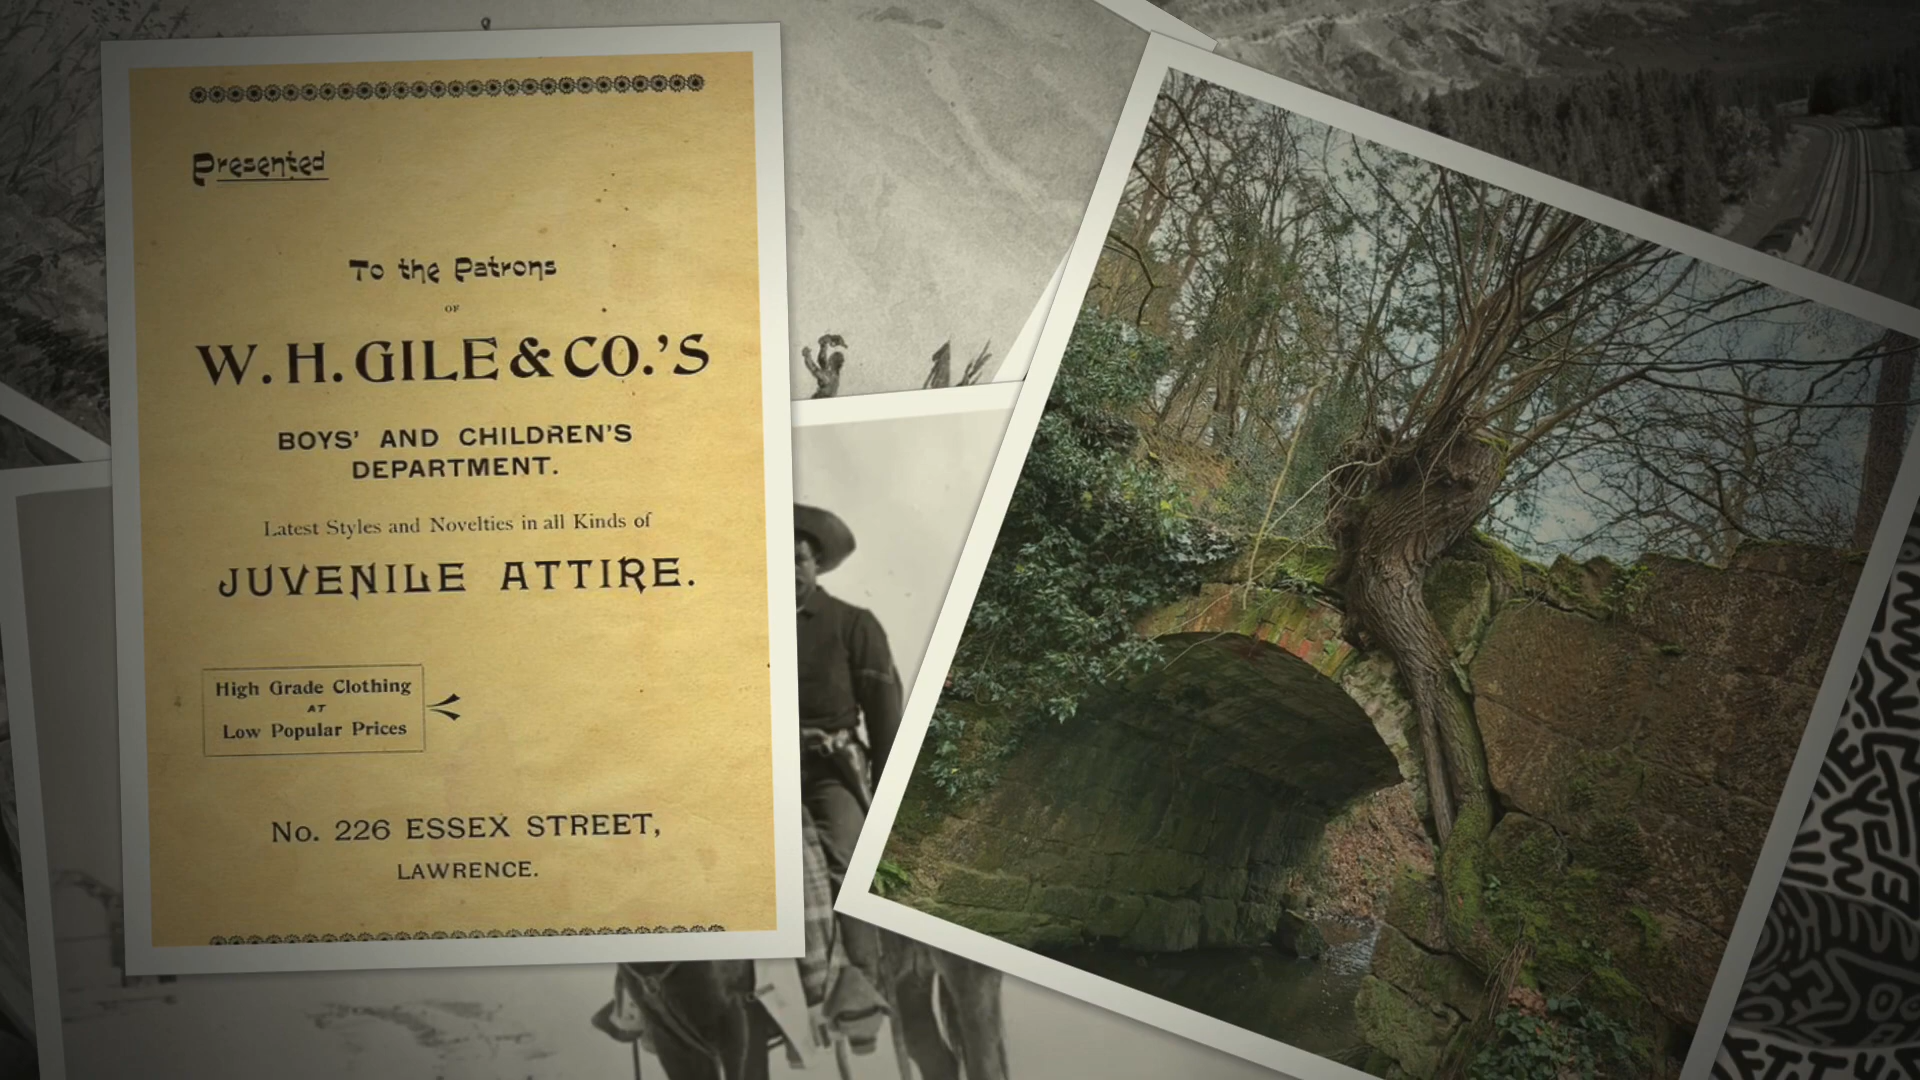 Presented
To the Patrons
OF
W. H. GILE & CO.'S
BOYS' AND CHILDREN'S
DEPARTMENT.
Latest Styles and Novelties in all Kinds of
JUVENILE ATTIRE.
High Grade Clothing
AT
Low Popular Prices
No. 226 ESSEX STREET,
LAWRENCE.